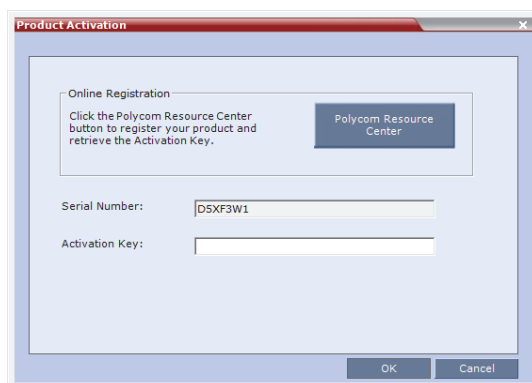 Product Activation
Online Registration
Click the Polycom Resource Center
button to register your product and
retrieve the Activation Key.
Polycom Resource
Center
Serial Number:
D5XF3W1
Activation Key:
OK
Cancel